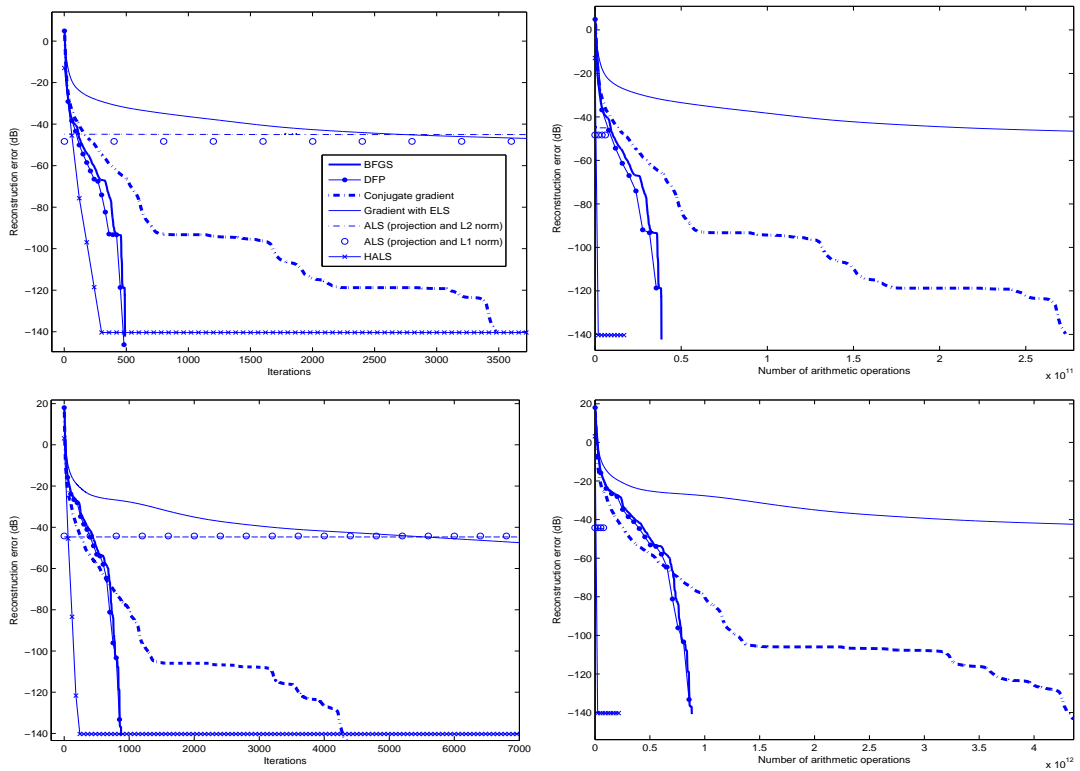 0
−20
−40
−60
−80
−100
−120
−140
Reconstruction error (dB)
0 500 1000 1500 2000 2500 3000 3500
Iterations
BFGS
DFP
Conjugate gradient
Gradient with ELS
ALS (projection and L2 norm)
ALS (projection and L1 norm)
HALS
0
−20
−40
−60
−80
−100
−120
−140
Reconstruction error (dB)
0 0.5 1 1.5 2 2.5
Number of arithmetic operations
x 10^11
20
0
−20
−40
−60
−80
−100
−120
−140
Reconstruction error (dB)
0 1000 2000 3000 4000 5000 6000 7000
Iterations
20
0
−20
−40
−60
−80
−100
−120
−140
Reconstruction error (dB)
0 0.5 1 1.5 2 2.5 3 3.5 4
Number of arithmetic operations
x 10^12